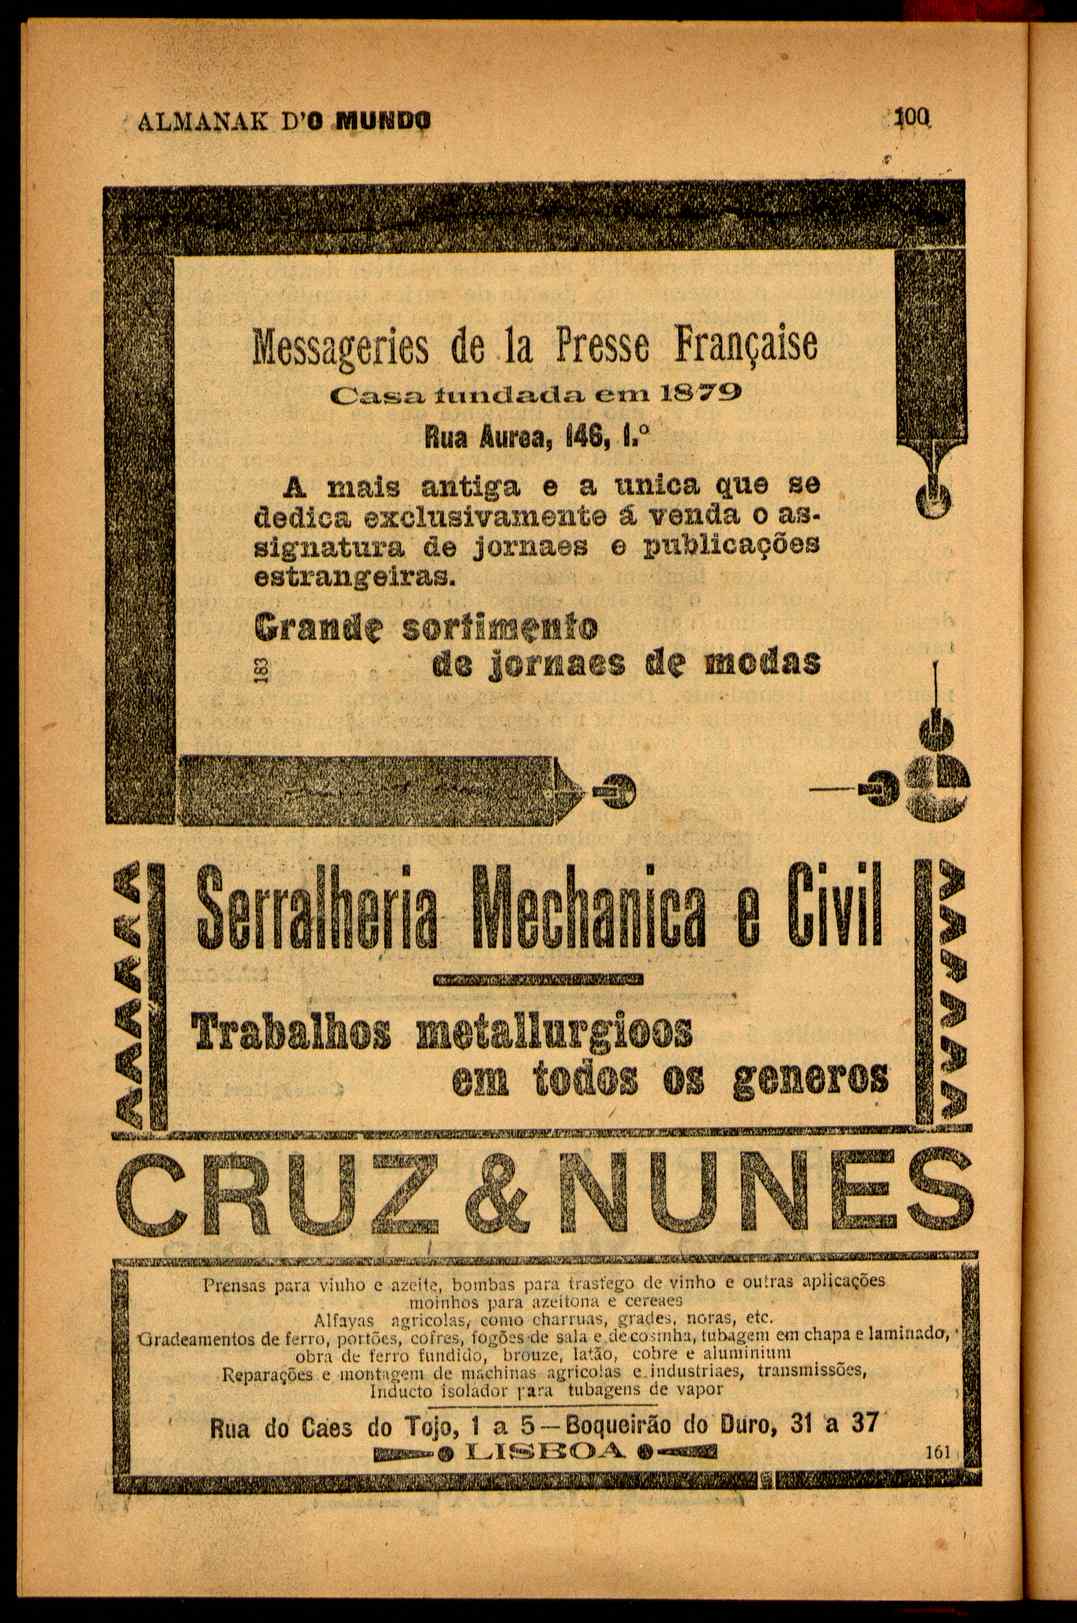 ALMANAK D'O MUNDO
100
Messageries de la Presse Française
Casa fundada em 1879
Rua Aurea, 146, 1.º
A mais antiga e a unica que se
dedica exclusivamente á venda o as-
signatura de jornaes e publicações
estrangeiras.
Grande sortimento
de jornaes de modas
183
Serralheria Mechanica e Civil
Trabalhos metallurgioos
em todos os generos
CRUZ & NUNES
Prensas para vinho e azeite, bombas para trasfego de vinho e outras aplicações
moinhos para azeitona e cereaes
Alfayas agricolas, como charruas, grades, noras, etc.
Gradeamentos de ferro, portões, cofres, fogões de sala e de cosinha, tubagem em chapa e laminado,
obra de ferro fundido, brouze, latão, cobre e aluminium
Reparações e montagem de machinas agricolas e industriaes, transmissões,
Inducto isolador para tubagens de vapor
Rua do Caes do Tojo, 1 a 5—Boqueirão do Duro, 31 a 37
LISBOA
161